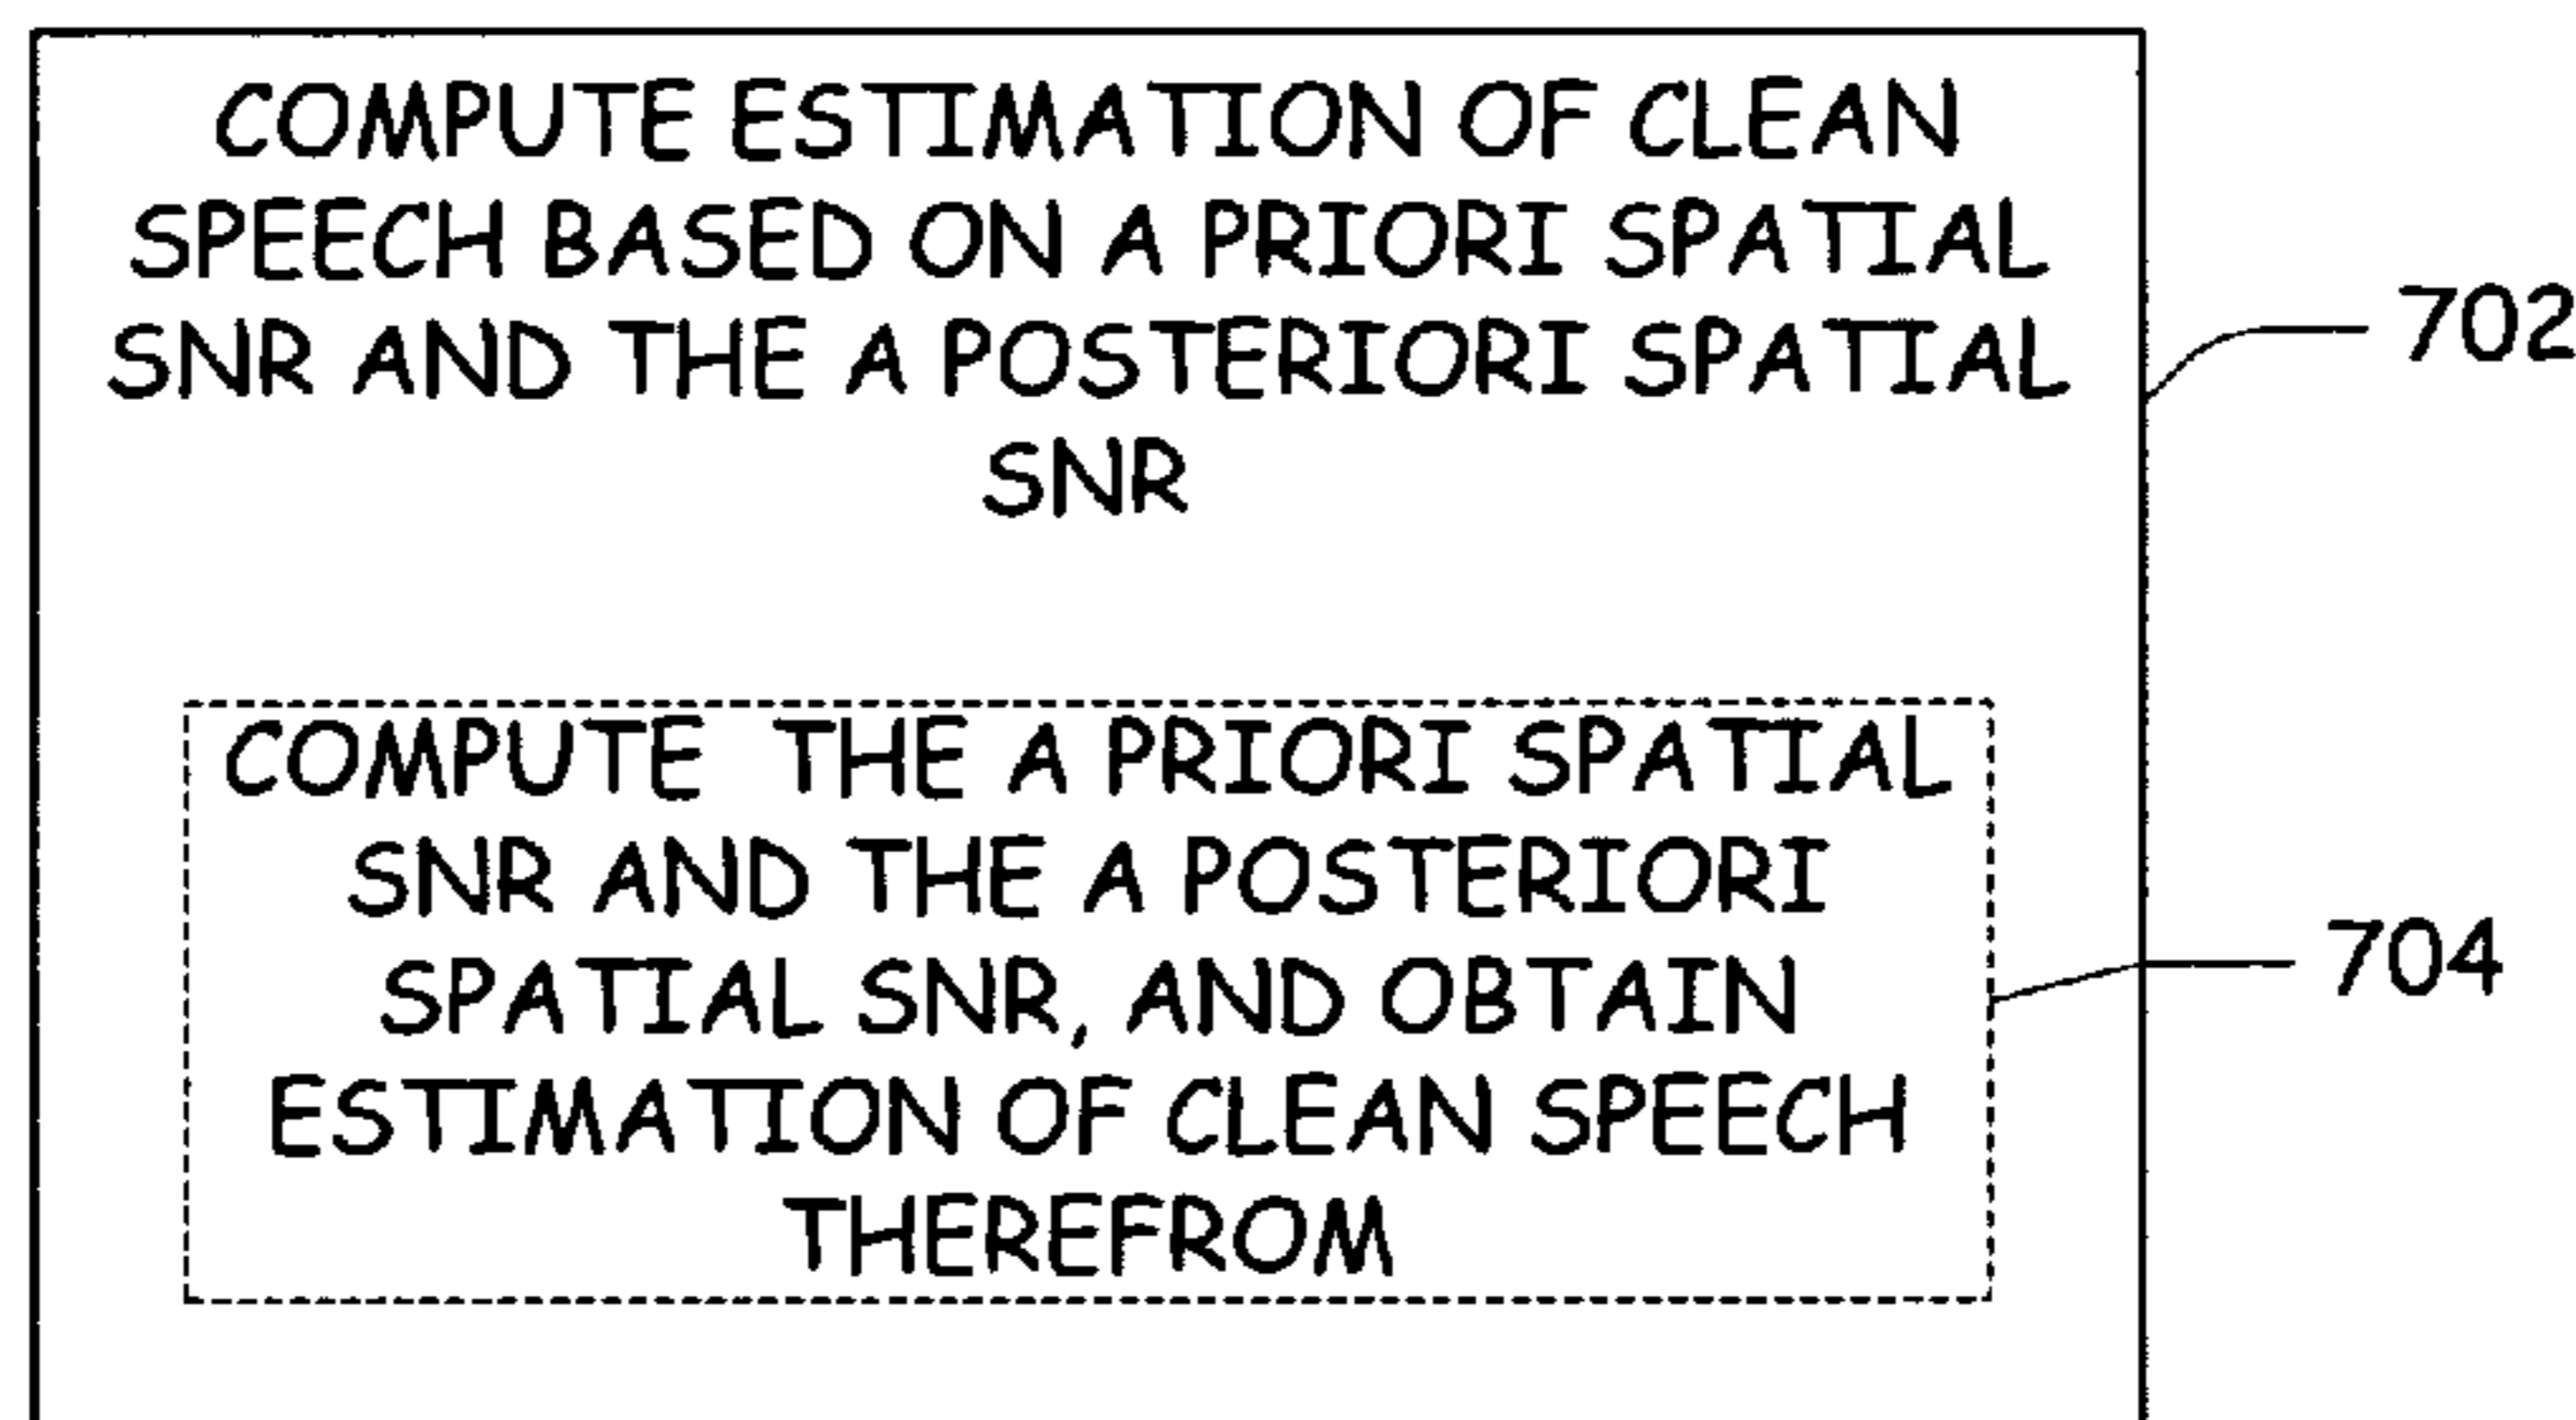 COMPUTE ESTIMATION OF CLEAN
SPEECH BASED ON A PRIORI SPATIAL
SNR AND THE A POSTERIORI SPATIAL
SNR
702
COMPUTE THE A PRIORI SPATIAL
SNR AND THE A POSTERIORI
SPATIAL SNR, AND OBTAIN
ESTIMATION OF CLEAN SPEECH
THEREFROM
704